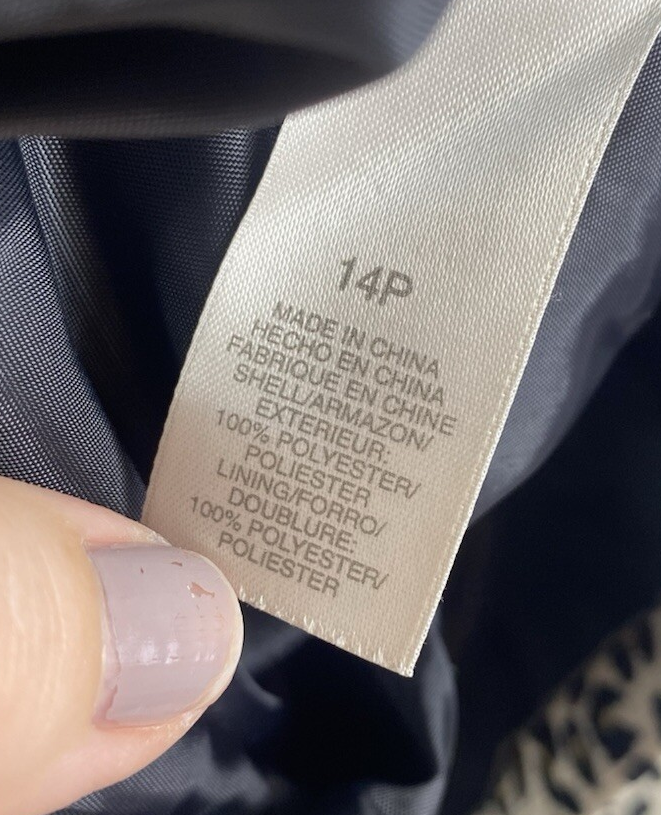 14P
MADE IN CHINA
HECHO EN CHINA
FABRIQUE EN CHINE
SHELL/ARMAZON/
EXTERIEUR:
100% POLYESTER/
POLIESTER
LINING/FORRO/
DOUBLURE:
100% POLYESTER/
POLIESTER